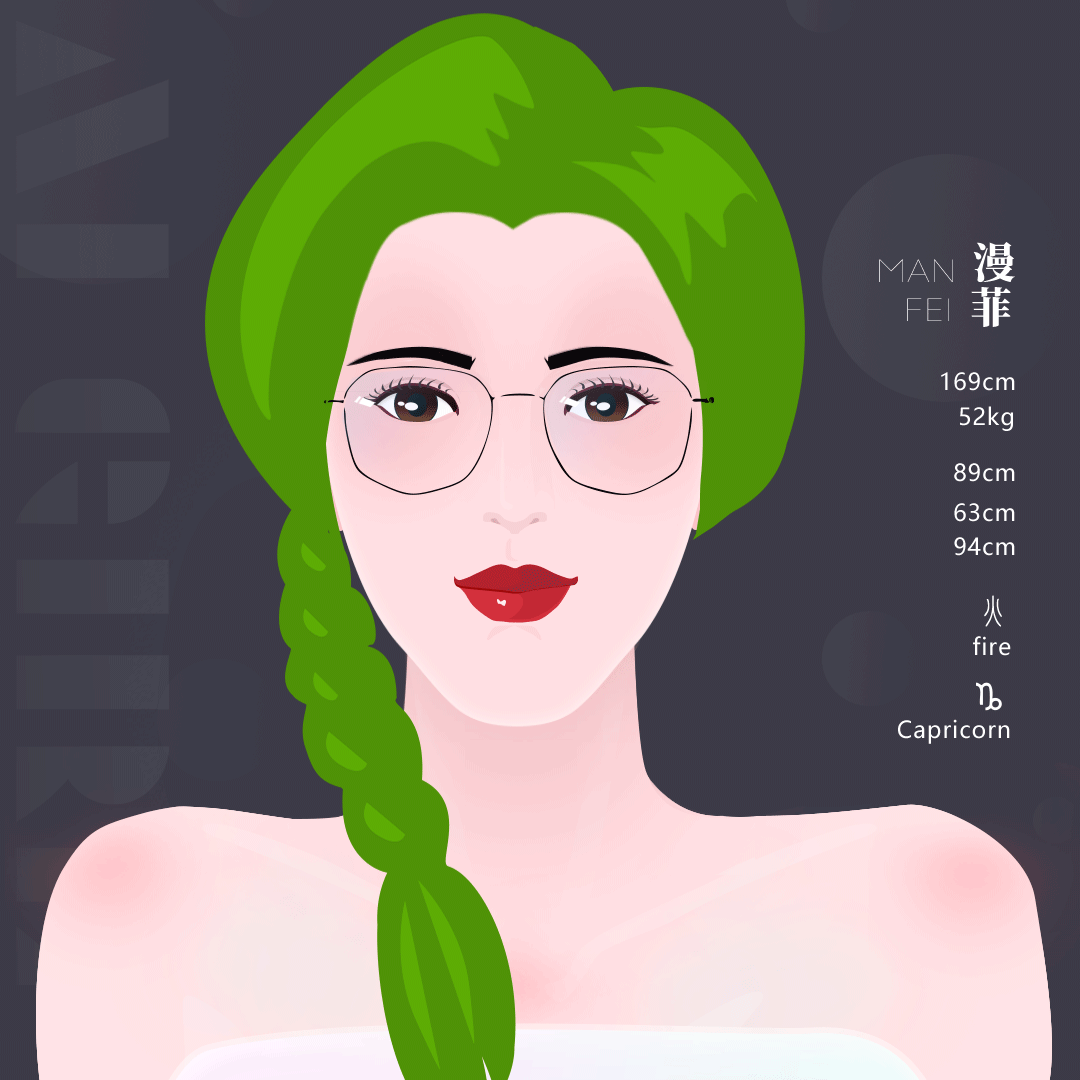 漫菲
MAN
FEI
169cm
52kg
89cm
63cm
94cm
火
fire
♑
Capricorn